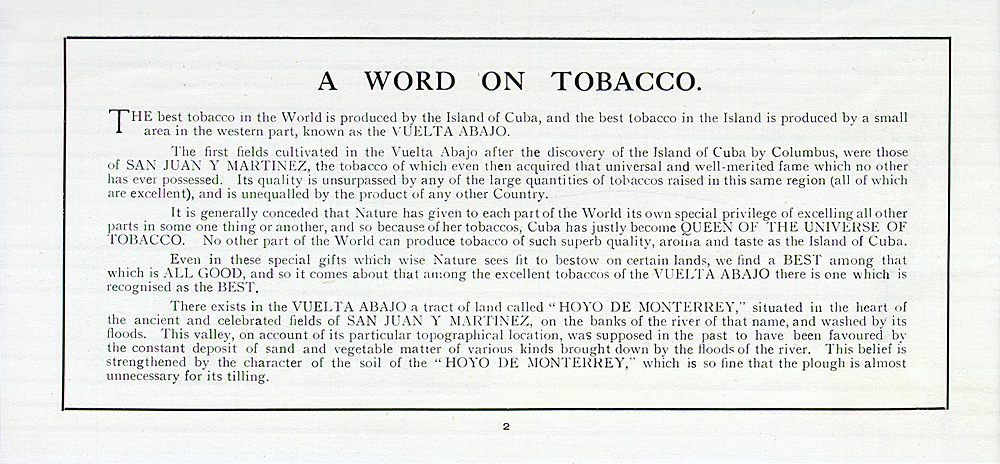 A WORD ON TOBACCO.
THE best tobacco in the World is produced by the Island of Cuba, and the best tobacco in the Island is produced by a small
area in the western part, known as the VUELTA ABAJO.
The first fields cultivated in the Vuelta Abajo after the discovery of the Island of Cuba by Columbus, were those
of SAN JUAN Y MARTINEZ, the tobacco of which even then acquired that universal and well-merited fame which no other
has ever possessed. Its quality is unsurpassed by any of the large quantities of tobaccos raised in this same region (all of which
are excellent), and is unequalled by the product of any other Country.
It is generally conceded that Nature has given to each part of the World its own special privilege of excelling all other
parts in some one thing or another, and so because of her tobaccos, Cuba has justly become QUEEN OF THE UNIVERSE OF
TOBACCO. No other part of the World can produce tobacco of such superb quality, aroma and taste as the Island of Cuba.
Even in these special gifts which wise Nature sees fit to bestow on certain lands, we find a BEST among that
which is ALL GOOD, and so it comes about that among the excellent tobaccos of the VUELTA ABAJO there is one which is
recognised as the BEST.
There exists in the VUELTA ABAJO a tract of land called “HOYO DE MONTERREY,” situated in the heart of
the ancient and celebrated fields of SAN JUAN Y MARTINEZ, on the banks of the river of that name, and washed by its
floods. This valley, on account of its particular topographical location, was supposed in the past to have been favoured by
the constant deposit of sand and vegetable matter of various kinds brought down by the floods of the river. This belief is
strengthened by the character of the soil of the “HOYO DE MONTERREY,” which is so fine that the plough is almost
unnecessary for its tilling.
2